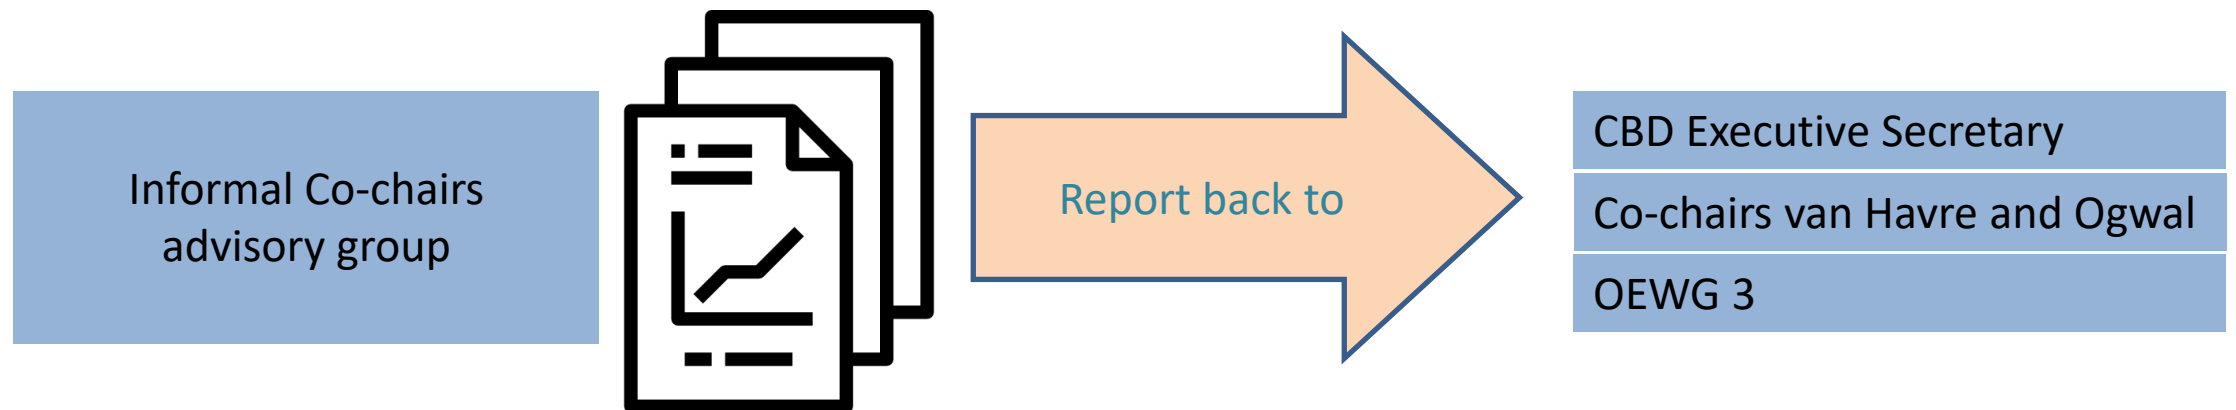 Informal Co-chairs
advisory group
Report back to
CBD Executive Secretary
Co-chairs van Havre and Ogwal
OEWG 3